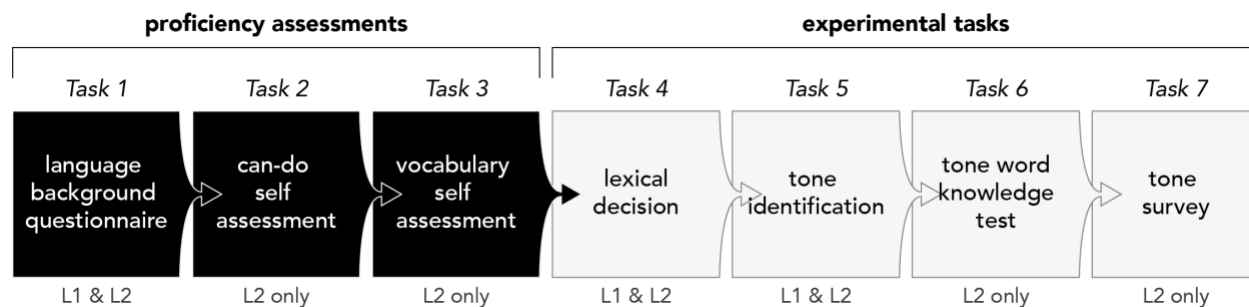 proficiency assessments
experimental tasks
Task 1
Task 2
Task 3
Task 4
Task 5
Task 6
Task 7
language
background
questionnaire
can-do
self
assessment
vocabulary
self
assessment
lexical
decision
tone
identification
tone word
knowledge
test
tone
survey
L1 & L2
L2 only
L2 only
L1 & L2
L1 & L2
L2 only
L2 only